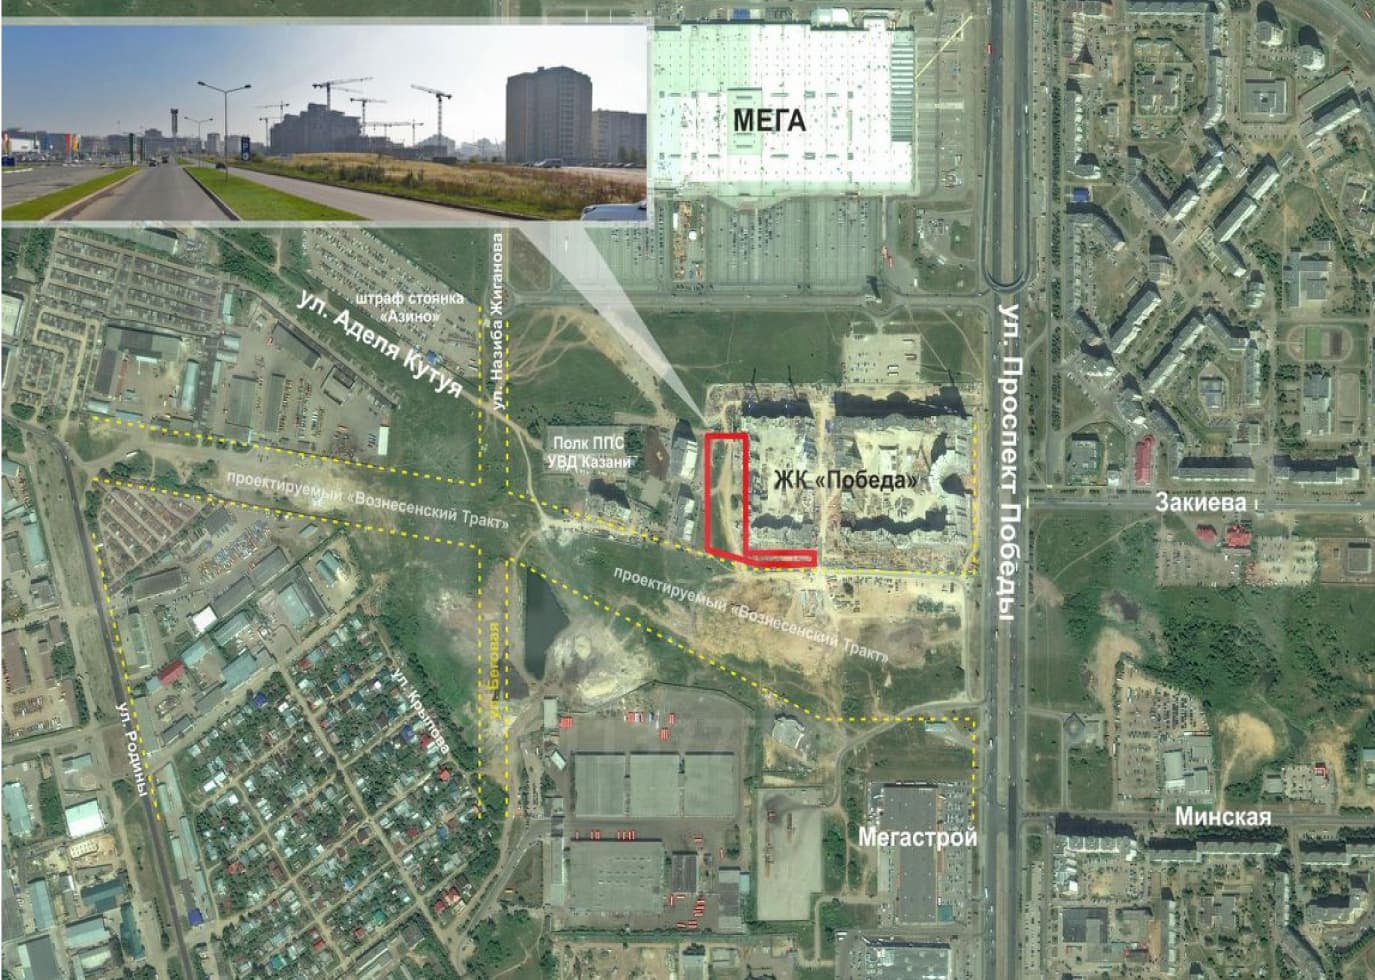 МЕГА
ул. Назиба Жиганова
штраф стоянка
«Азино»
ул. Аделя Кутуя
ул. Проспект Победы
Полк ППС
УВД Казани
ЖК «Победа»
проектируемый «Вознесенский Тракт»
Закиева
проектируемый «Вознесенский Тракт»
ул. Беговая
ул. Крылова
ул. Родины
Минская
Мегастрой